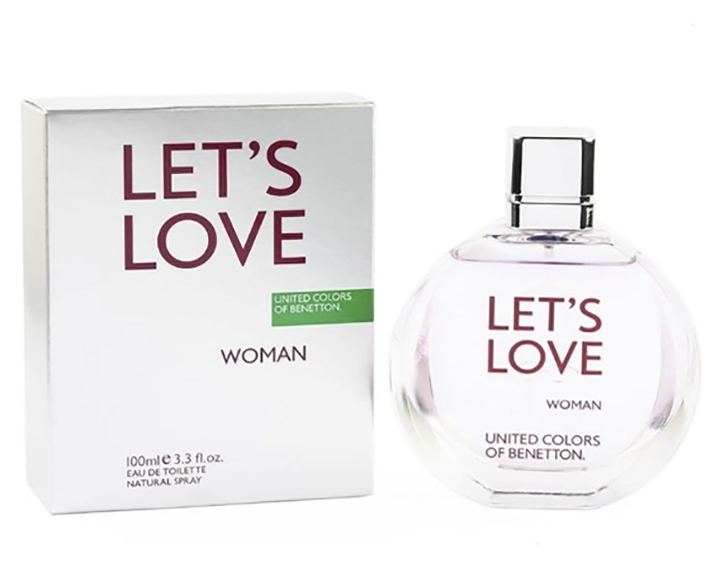 LET'S
LOVE
UNITED COLORS
OF BENETTON.
WOMAN
100ml e 3.3 fl.oz.
EAU DE TOILETTE
NATURAL SPRAY
LET'S
LOVE
WOMAN
UNITED COLORS
OF BENETTON.